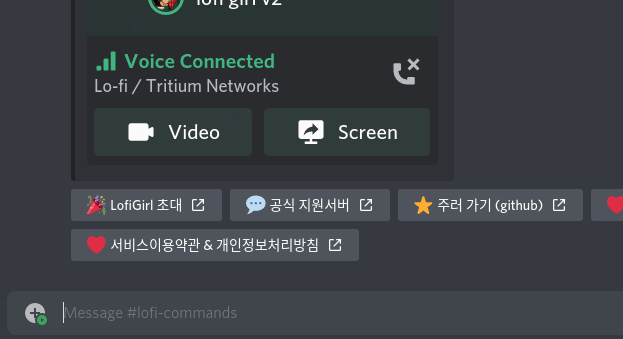 lofi girl v2
Voice Connected
Lo-fi / Tritium Networks
Video
Screen
LofiGirl 초대
공식 지원서버
주러 가기 (github)
서비스이용약관 & 개인정보처리방침
Message #lofi-commands